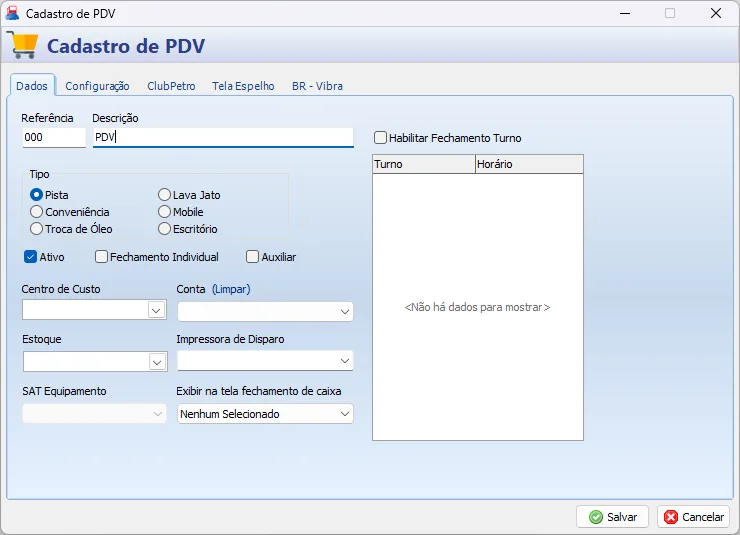 Cadastro de PDV
Cadastro de PDV
Dados Configuração ClubPetro Tela Espelho BR - Vibra
Referência Descrição
000 PDV
Habilitar Fechamento Turno
Turno Horário
Tipo
Pista Lava Jato
Conveniência Mobile
Troca de Óleo Escritório
Ativo Fechamento Individual Auxiliar
Centro de Custo Conta (Limpar)
<Não há dados para mostrar>
Estoque Impressora de Disparo
SAT Equipamento Exibir na tela fechamento de caixa
Nenhum Selecionado
Salvar Cancelar